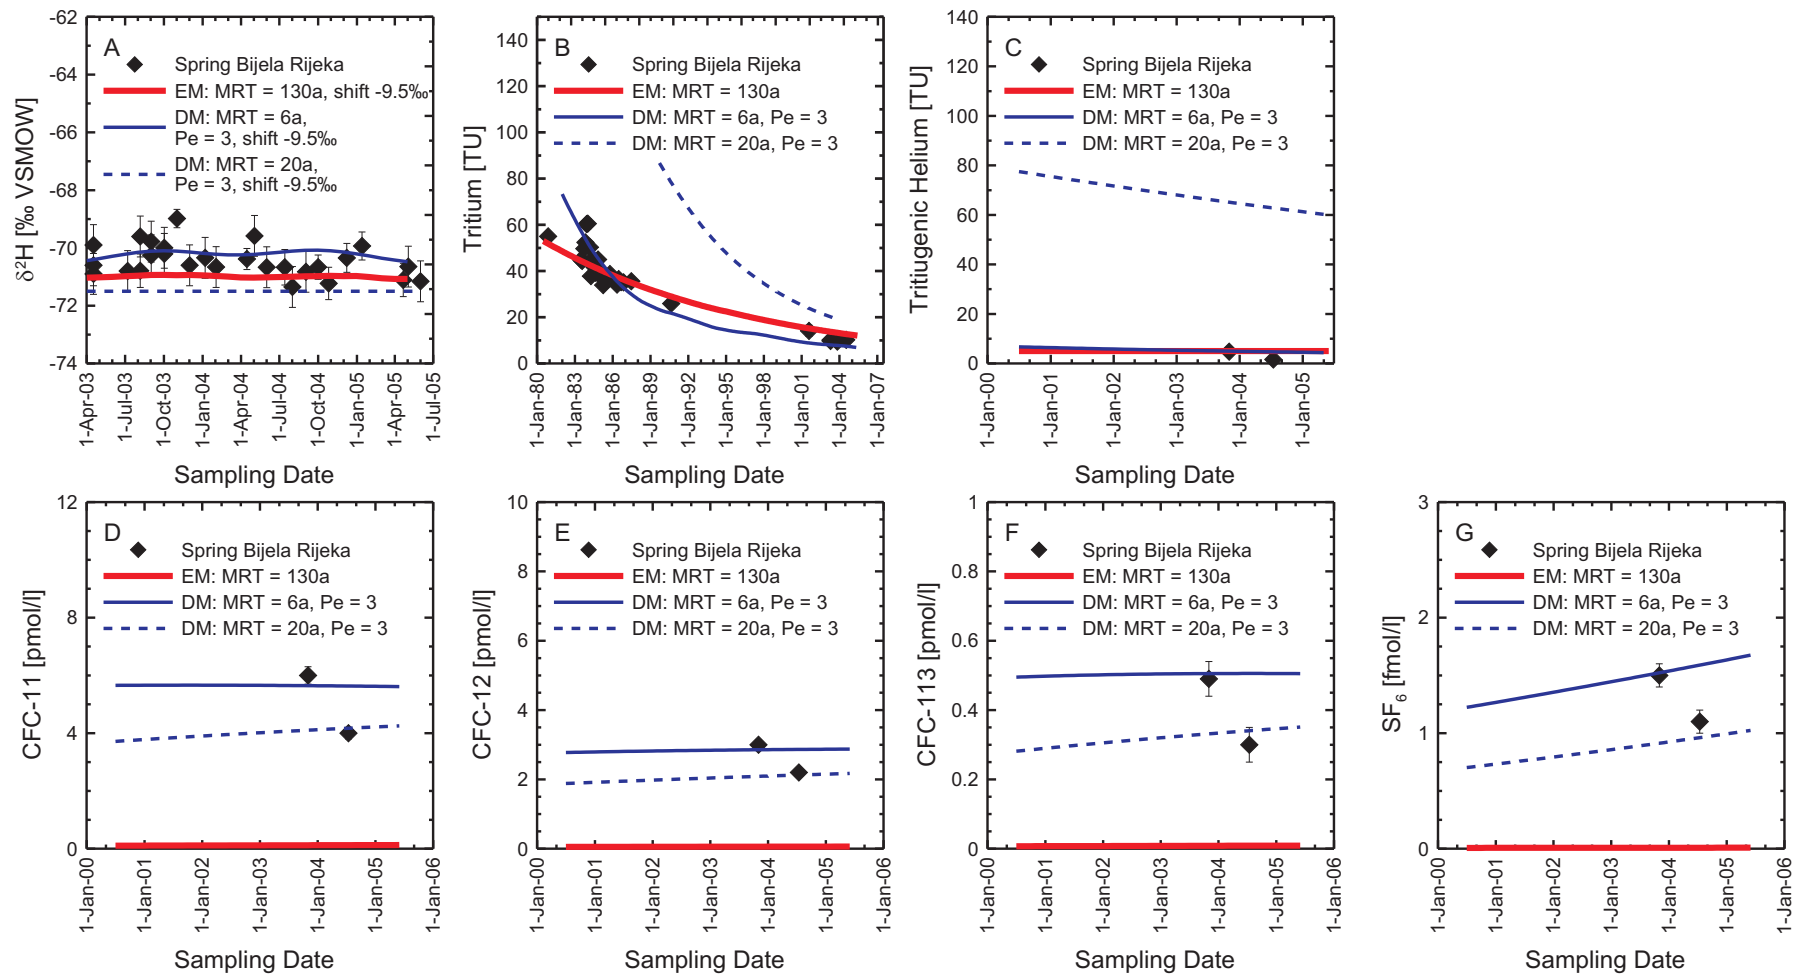 A
Spring Bijela Rijeka
EM: MRT = 130a, shift -9.5‰
DM: MRT = 6a,
Pe = 3, shift -9.5‰
DM: MRT = 20a,
Pe = 3, shift -9.5‰
δ²H [‰ VSMOW]
-62
-64
-66
-68
-70
-72
-74
1-Apr-03
1-Jul-03
1-Oct-03
1-Jan-04
1-Apr-04
1-Jul-04
1-Oct-04
1-Jan-05
1-Apr-05
1-Jul-05
Sampling Date
B
Spring Bijela Rijeka
EM: MRT = 130a
DM: MRT = 6a, Pe = 3
DM: MRT = 20a, Pe = 3
Tritium [TU]
140
120
100
80
60
40
20
0
1-Jan-80
1-Jan-83
1-Jan-86
1-Jan-89
1-Jan-92
1-Jan-95
1-Jan-98
1-Jan-01
1-Jan-04
1-Jan-07
Sampling Date
C
Spring Bijela Rijeka
EM: MRT = 130a
DM: MRT = 6a, Pe = 3
DM: MRT = 20a, Pe = 3
Tritiugenic Helium [TU]
140
120
100
80
60
40
20
0
1-Jan-00
1-Jan-01
1-Jan-02
1-Jan-03
1-Jan-04
1-Jan-05
Sampling Date
D
Spring Bijela Rijeka
EM: MRT = 130a
DM: MRT = 6a, Pe = 3
DM: MRT = 20a, Pe = 3
CFC-11 [pmol/l]
12
8
4
0
1-Jan-00
1-Jan-01
1-Jan-02
1-Jan-03
1-Jan-04
1-Jan-05
1-Jan-06
Sampling Date
E
Spring Bijela Rijeka
EM: MRT = 130a
DM: MRT = 6a, Pe = 3
DM: MRT = 20a, Pe = 3
CFC-12 [pmol/l]
10
8
6
4
2
0
1-Jan-00
1-Jan-01
1-Jan-02
1-Jan-03
1-Jan-04
1-Jan-05
1-Jan-06
Sampling Date
F
Spring Bijela Rijeka
EM: MRT = 130a
DM: MRT = 6a, Pe = 3
DM: MRT = 20a, Pe = 3
CFC-113 [pmol/l]
1
0.8
0.6
0.4
0.2
0
1-Jan-00
1-Jan-01
1-Jan-02
1-Jan-03
1-Jan-04
1-Jan-05
1-Jan-06
Sampling Date
G
Spring Bijela Rijeka
EM: MRT = 130a
DM: MRT = 6a, Pe = 3
DM: MRT = 20a, Pe = 3
SF₆ [fmol/l]
3
2
1
0
1-Jan-00
1-Jan-01
1-Jan-02
1-Jan-03
1-Jan-04
1-Jan-05
1-Jan-06
Sampling Date